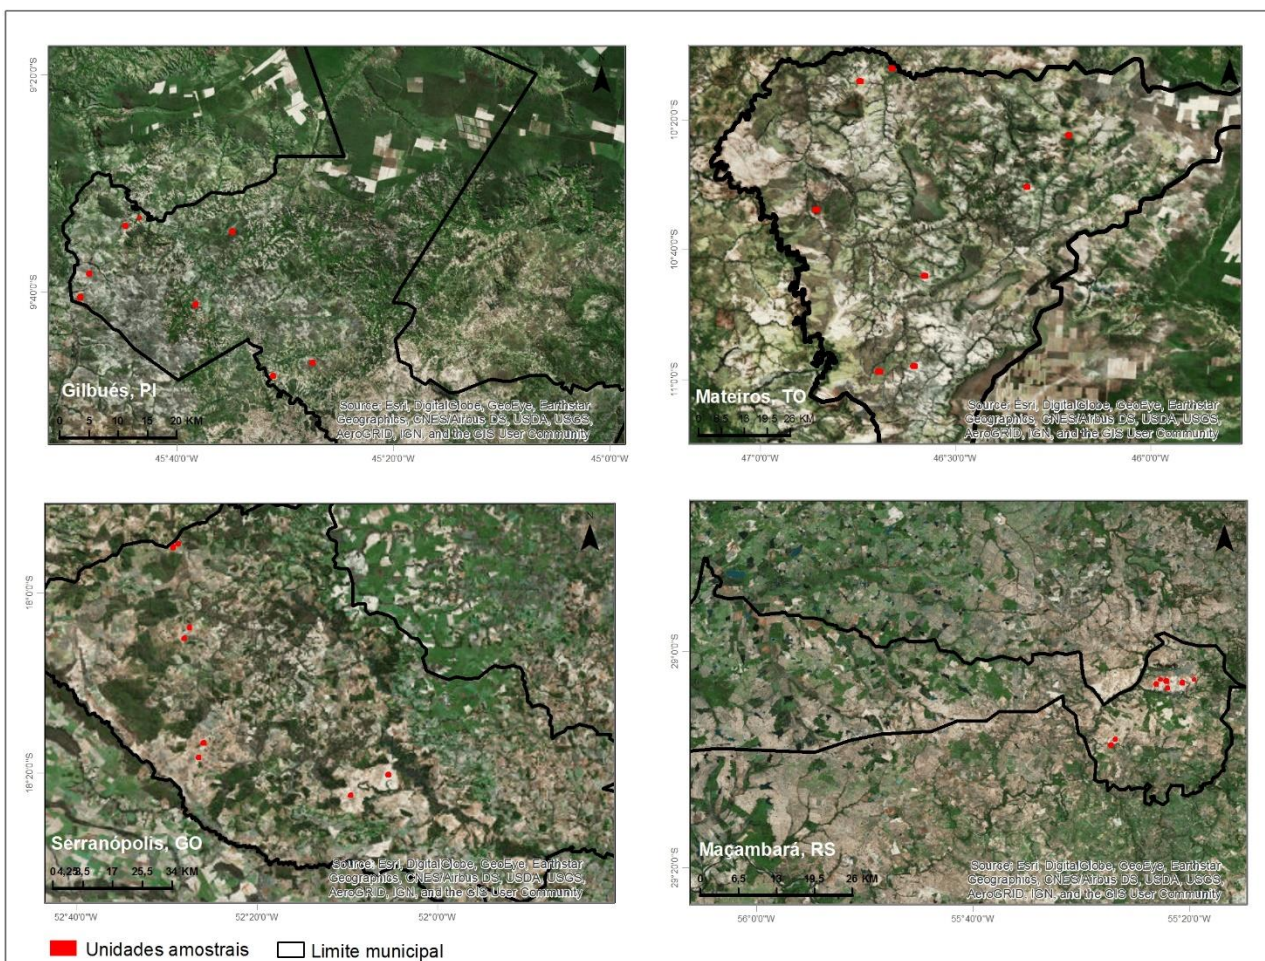 9°20'0"S
9°40'0"S
Gilbués, PI
0 5 10 20 KM
Source: Esri, DigitalGlobe, GeoEye, Earthstar
Geographics, CNES/Airbus DS, USDA, USGS,
AeroGRID, IGN, and the GIS User Community
45°40'0"W 45°20'0"W 45°0'0"W
10°20'0"S
10°40'0"S
11°0'0"S
Mateiros, TO
13 19,5 26 KM
Source: Esri, DigitalGlobe, GeoEye, Earthstar
Geographics, CNES/Airbus DS, USDA, USGS,
AeroGRID, IGN, and the GIS User Community
47°0'0"W 46°30'0"W 46°0'0"W
18°0'0"S
18°20'0"S
Serranópolis, GO
0 4,25 8,5 17 25,5 34 KM
Source: Esri, DigitalGlobe, GeoEye, Earthstar
Geographics, CNES/Airbus DS, USDA, USGS,
AeroGRID, IGN, and the GIS User Community
52°40'0"W 52°20'0"W 52°0'0"W
29°0'0"S
29°20'0"S
Maçambará, RS
0 6,5 13 19,5 26 KM
Source: Esri, DigitalGlobe, GeoEye, Earthstar
Geographics, CNES/Airbus DS, USDA, USGS,
AeroGRID, IGN, and the GIS User Community
56°0'0"W 55°40'0"W 55°20'0"W
Unidades amostrais Limite municipal